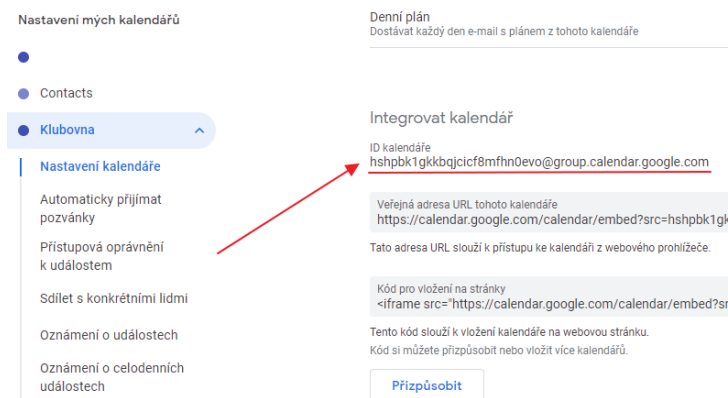 Nastavení mých kalendářů
Contacts
Klubovna
Nastavení kalendáře
Automaticky přijímat
pozvánky
Přístupová oprávnění
k událostem
Sdílet s konkrétními lidmi
Oznámení o událostech
Oznámení o celodenních
událostech
Denní plán
Dostávat každý den e-mail s plánem z tohoto kalendáře
Integrovat kalendář
ID kalendáře
hshpbk1gkkbqjcicf8mfhn0evo@group.calendar.google.com
Veřejná adresa URL tohoto kalendáře
https://calendar.google.com/calendar/embed?src=hshpbk1gk
Tato adresa URL slouží k přístupu ke kalendáři z webového prohlížeče.
Kód pro vložení na stránky
<iframe src="https://calendar.google.com/calendar/embed?sr
Tento kód slouží k vložení kalendáře na webovou stránku.
Kód si můžete přizpůsobit nebo vložit více kalendářů.
Přizpůsobit